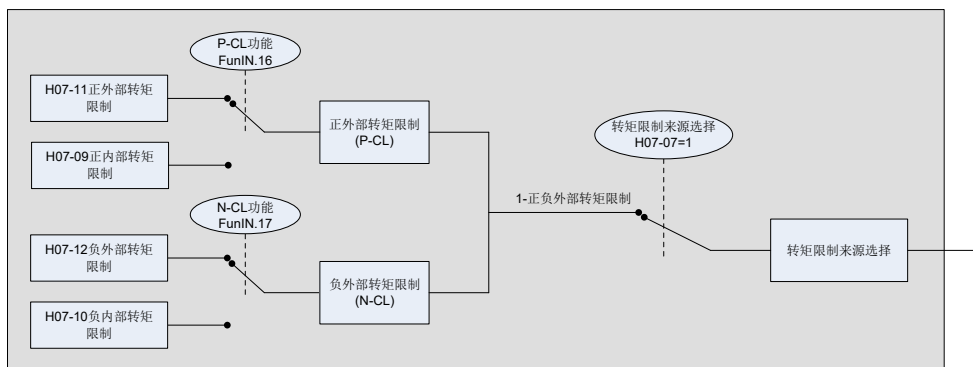 P-CL功能
FunIN.16
H07-11正外部转矩
限制
正外部转矩限制
(P-CL)
H07-09正内部转矩
限制
转矩限制来源选择
H07-07=1
N-CL功能
FunIN.17
1-正负外部转矩限制
H07-12负外部转矩
限制
转矩限制来源选择
负外部转矩限制
(N-CL)
H07-10负内部转矩
限制